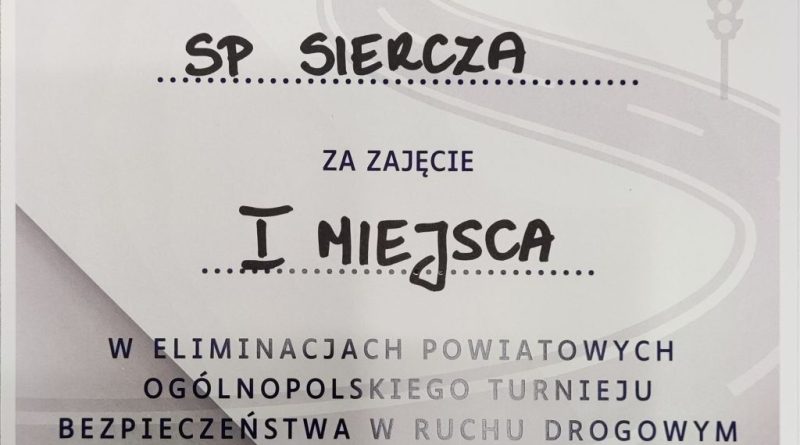 SP SIERCZA
ZA ZAJĘCIE
I MIEJSCA
W ELIMINACJACH POWIATOWYCH
OGÓLNOPOLSKIEGO TURNIEJU
BEZPIECZEŃSTWA W RUCHU DROGOWYM